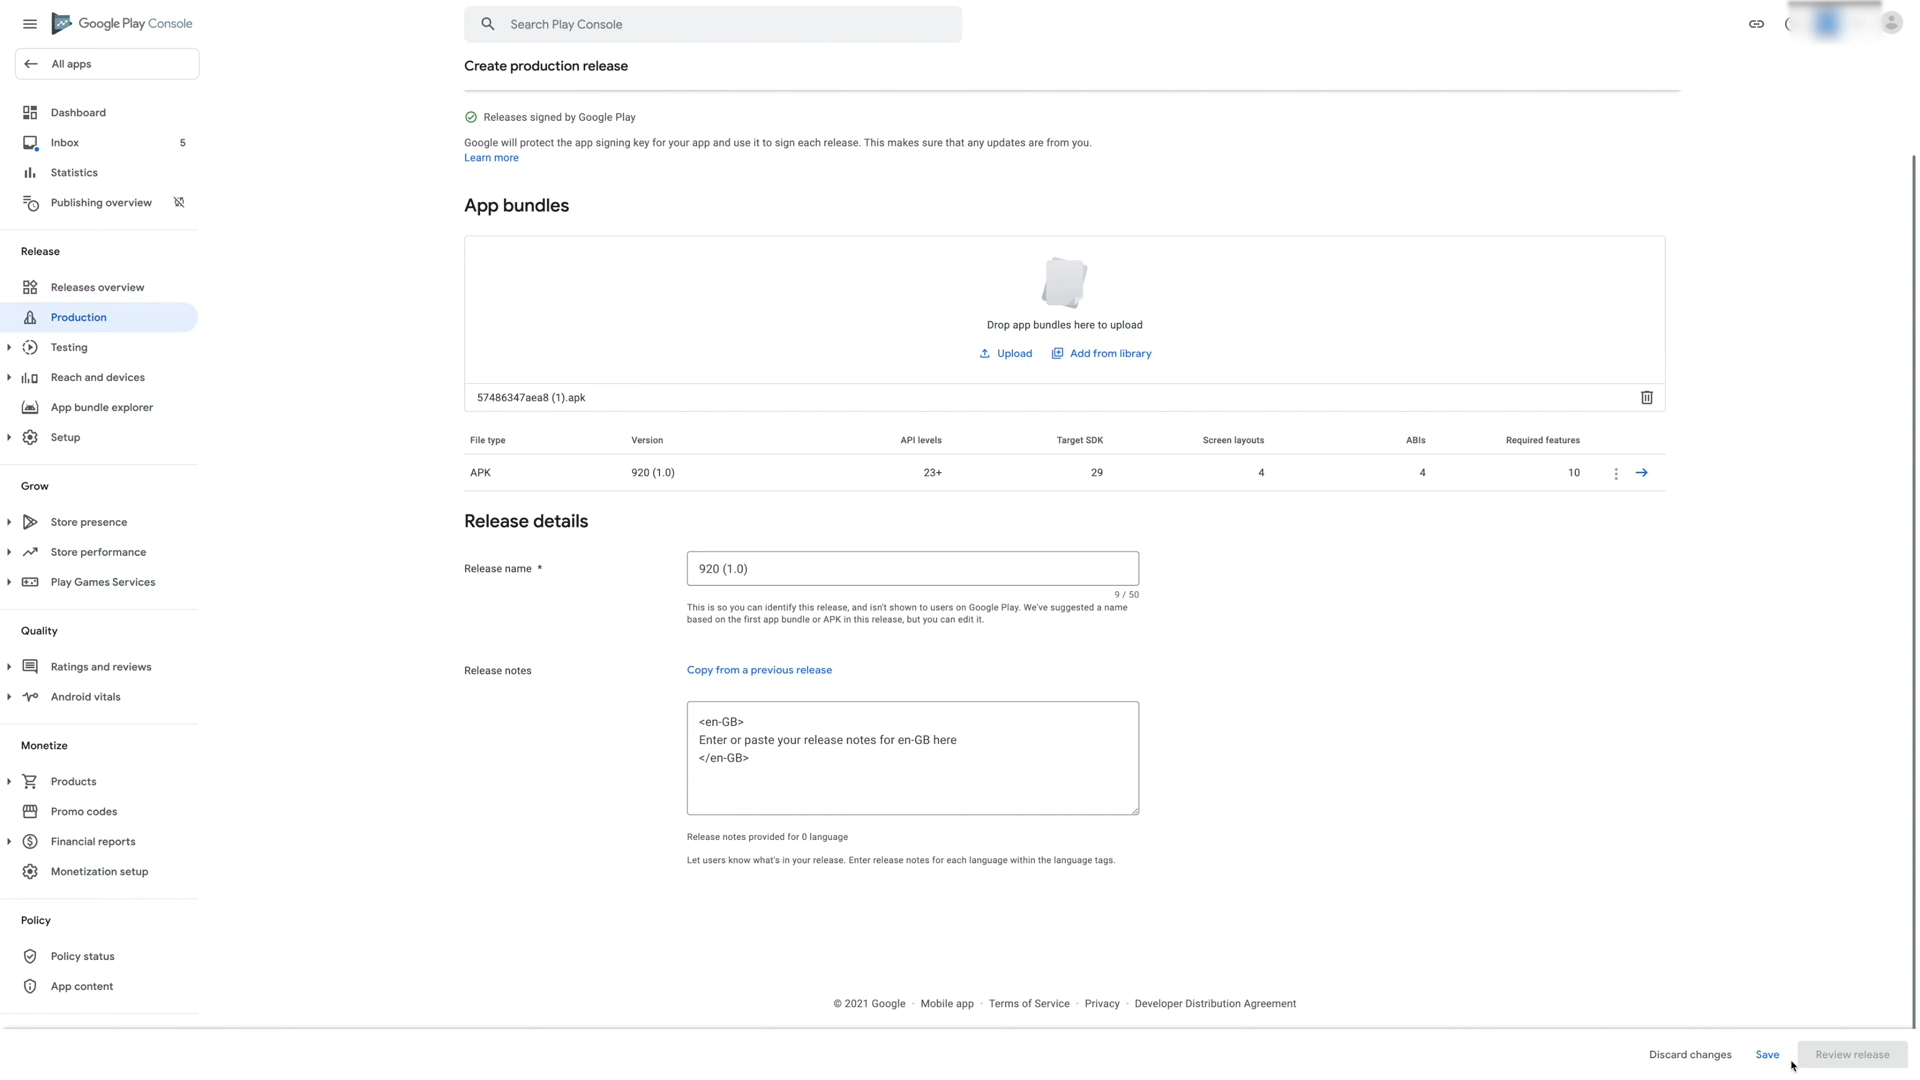 Google Play Console
Search Play Console
All apps
Create production release
Dashboard
Inbox 5
Statistics
Publishing overview
Release
Releases overview
Production
Testing
Reach and devices
App bundle explorer
Setup
Grow
Store presence
Store performance
Play Games Services
Quality
Ratings and reviews
Android vitals
Monetize
Products
Promo codes
Financial reports
Monetization setup
Policy
Policy status
App content
Releases signed by Google Play
Google will protect the app signing key for your app and use it to sign each release. This makes sure that any updates are from you.
Learn more
App bundles
Drop app bundles here to upload
Upload Add from library
57486347aea8 (1).apk
File type Version API levels Target SDK Screen layouts ABIs Required features
APK 920 (1.0) 23+ 29 4 4 10
Release details
Release name *
920 (1.0)
9 / 50
This is so you can identify this release, and isn't shown to users on Google Play. We've suggested a name
based on the first app bundle or APK in this release, but you can edit it.
Release notes
Copy from a previous release
<en-GB>
Enter or paste your release notes for en-GB here
</en-GB>
Release notes provided for 0 language
Let users know what's in your release. Enter release notes for each language within the language tags.
© 2021 Google · Mobile app · Terms of Service · Privacy · Developer Distribution Agreement
Discard changes Save Review release